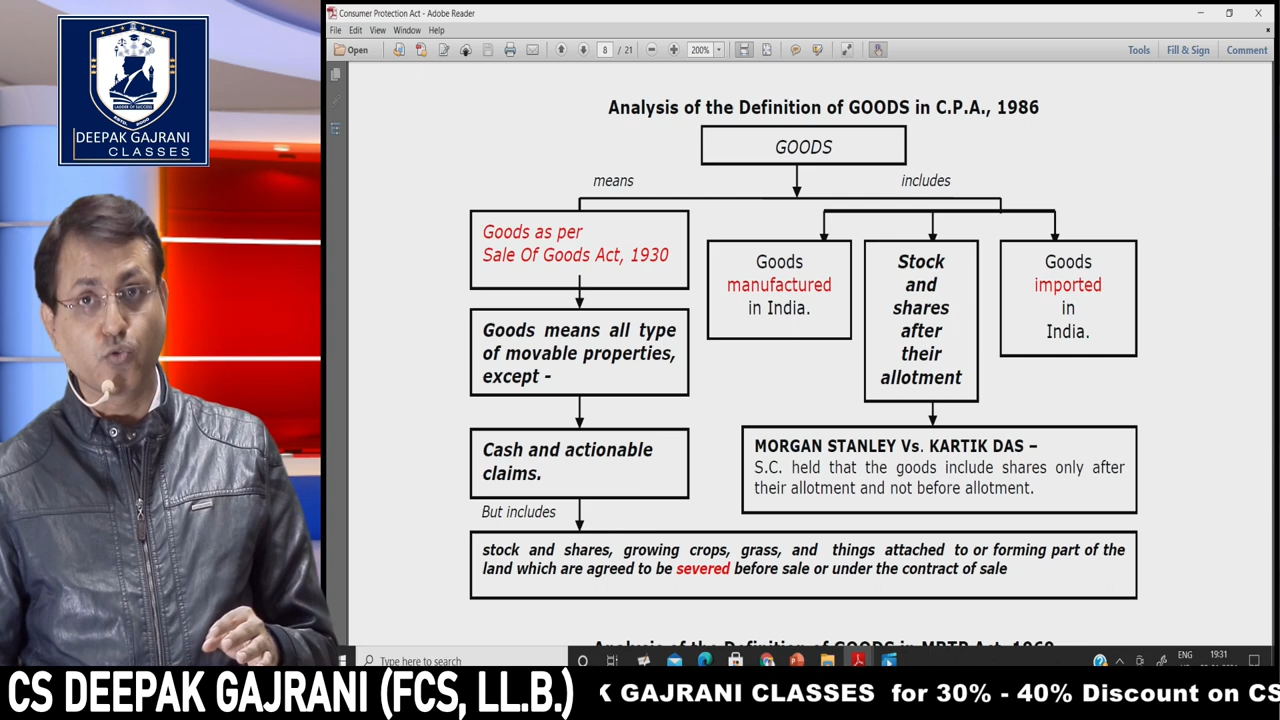 DEEPAK GAJRANI
CLASSES
LADDER OF SUCCESS
Consumer Protection Act - Adobe Reader
File Edit View Window Help
Open
8 / 21
200%
Tools
Fill & Sign
Comment
Analysis of the Definition of GOODS in C.P.A., 1986
GOODS
means
includes
Goods as per
Sale Of Goods Act, 1930
Goods means all type
of movable properties,
except -
Cash and actionable
claims.
But includes
Goods
manufactured
in India.
Stock
and
shares
after
their
allotment
Goods
imported
in
India.
MORGAN STANLEY Vs. KARTIK DAS –
S.C. held that the goods include shares only after
their allotment and not before allotment.
stock and shares, growing crops, grass, and things attached to or forming part of the
land which are agreed to be severed before sale or under the contract of sale
Type here to search
ENG
19:31
CS DEEPAK GAJRANI (FCS, LL.B.)
K GAJRANI CLASSES for 30% - 40% Discount on CS